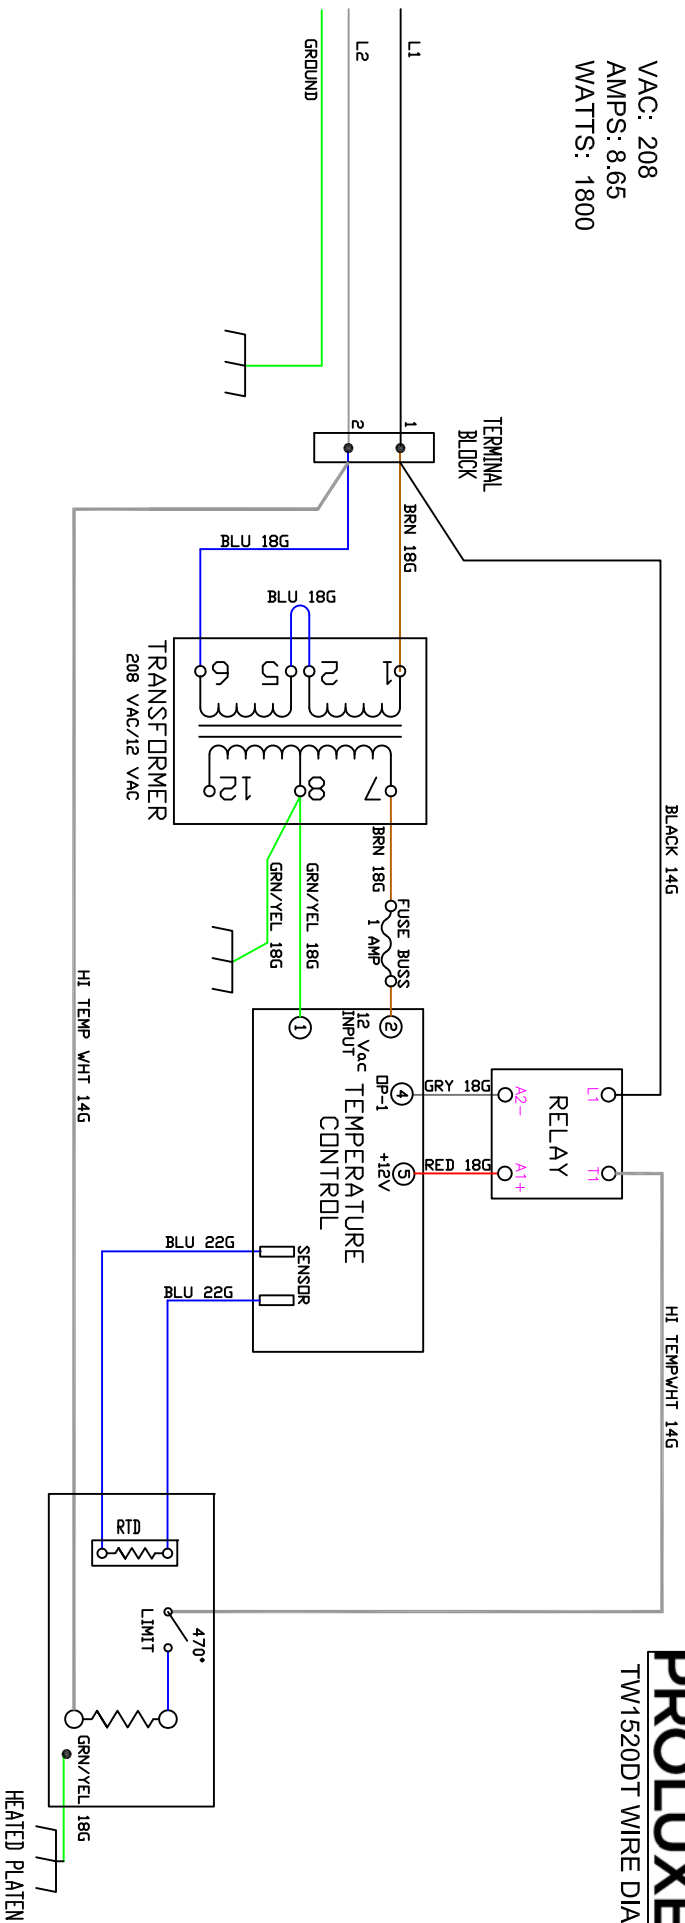 VAC: 208
AMPS: 8.65
WATTS: 1800
PROLUXE
TW1520DT WIRE DIA
L1
L2
GROUND
TERMINAL
BLOCK
1
2
BRN 18G
BLU 18G
BLU 18G
BLACK 14G
1
2
5
6
7
8
12
TRANSFORMER
208 VAC/12 VAC
BRN 18G
GRN/YEL 18G
GRN/YEL 18G
FUSE BUSS
1 AMP
HI TEMP WHT 14G
2
1
12 Vac
INPUT
4
OP-1
5
+12V
TEMPERATURE
CONTROL
SENSOR
GRY 18G
RED 18G
RELAY
L1
T1
A2-
A1+
BLU 22G
BLU 22G
HI TEMPWHT 14G
RTD
470°
LIMIT
GRN/YEL 18G
HEATED PLATEN